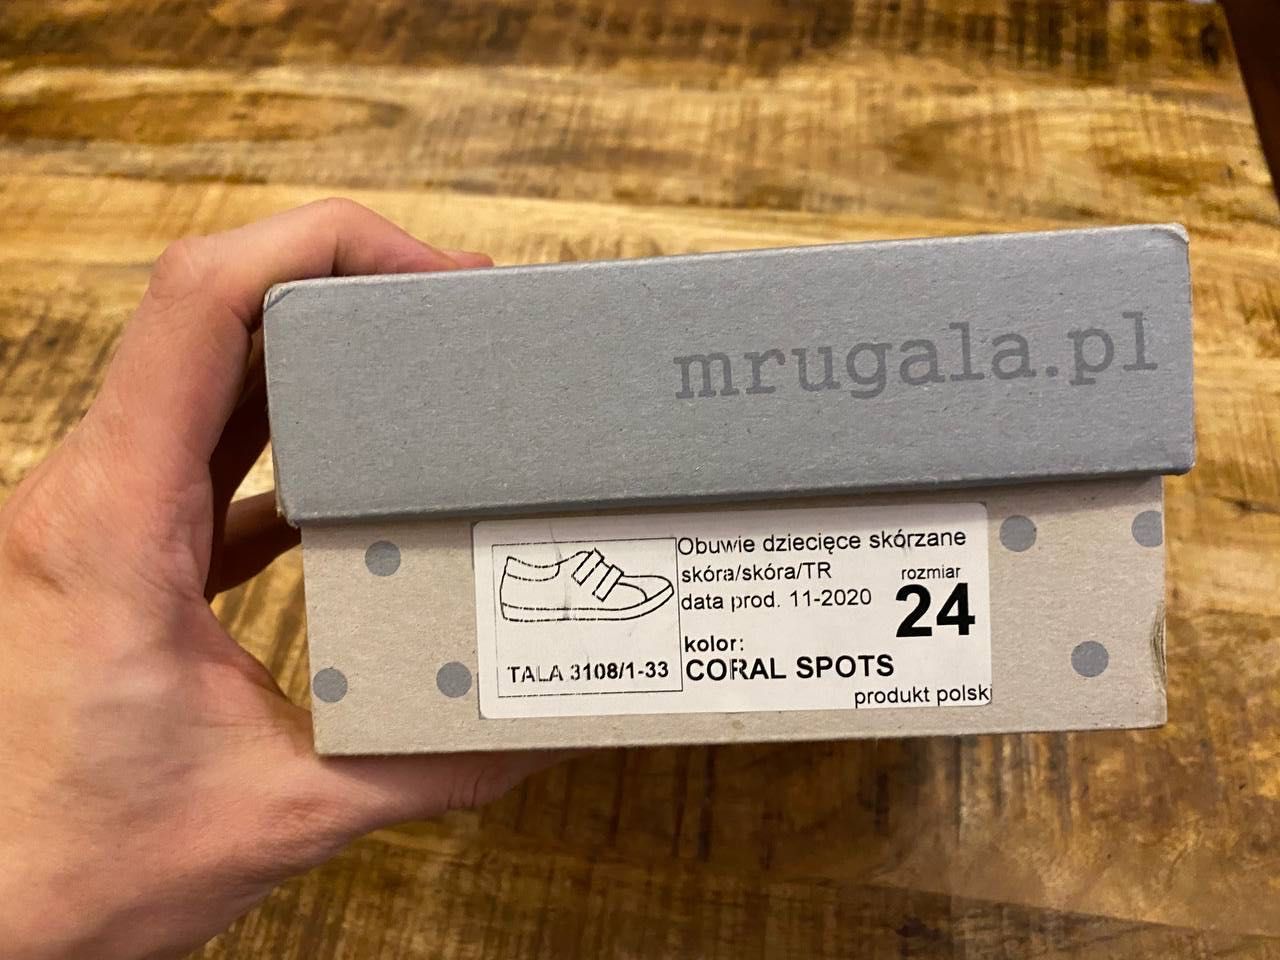 mrugala.pl
Obuwie dziecięce skórzane
skóra/skóra/TR
rozmiar
data prod. 11-2020
24
kolor:
TALA 3108/1-33
CORAL SPOTS
produkt polski